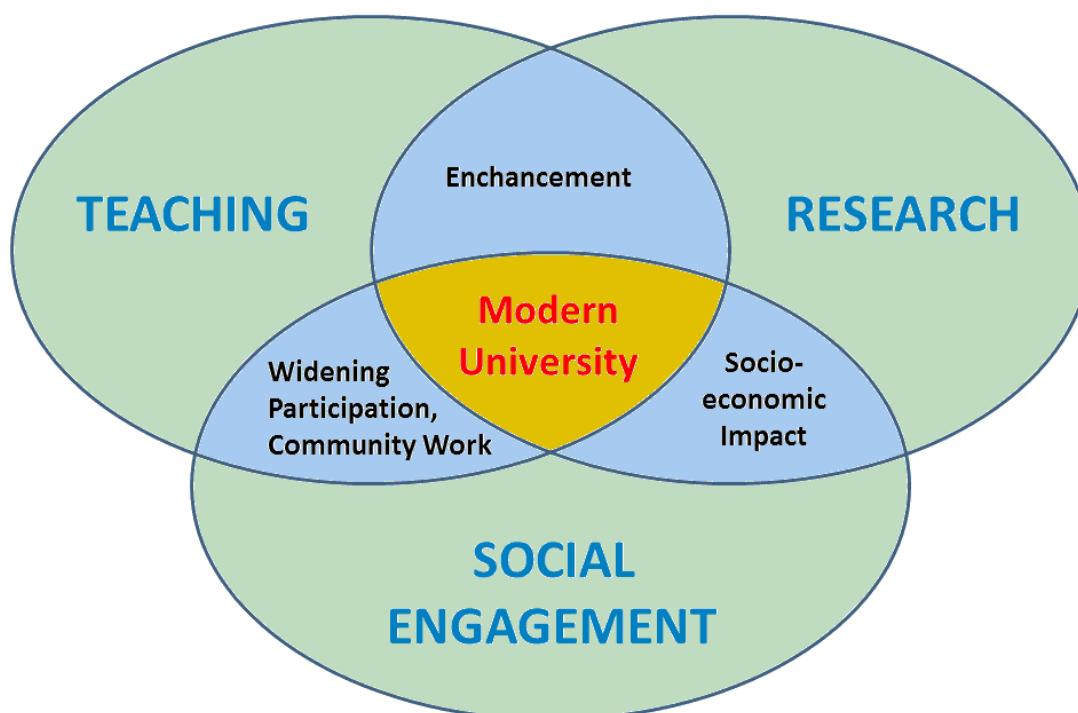 Enchancement
TEACHING
RESEARCH
Modern
University
Widening
Participation,
Community Work
Socio-
economic
Impact
SOCIAL
ENGAGEMENT